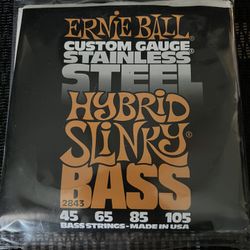 ERNIE BALL®
CUSTOM GAUGE
STAINLESS
STEEL
HYBRID
SLINKY®
BASS
2843
45 65 85 105
BASS STRINGS - MADE IN USA